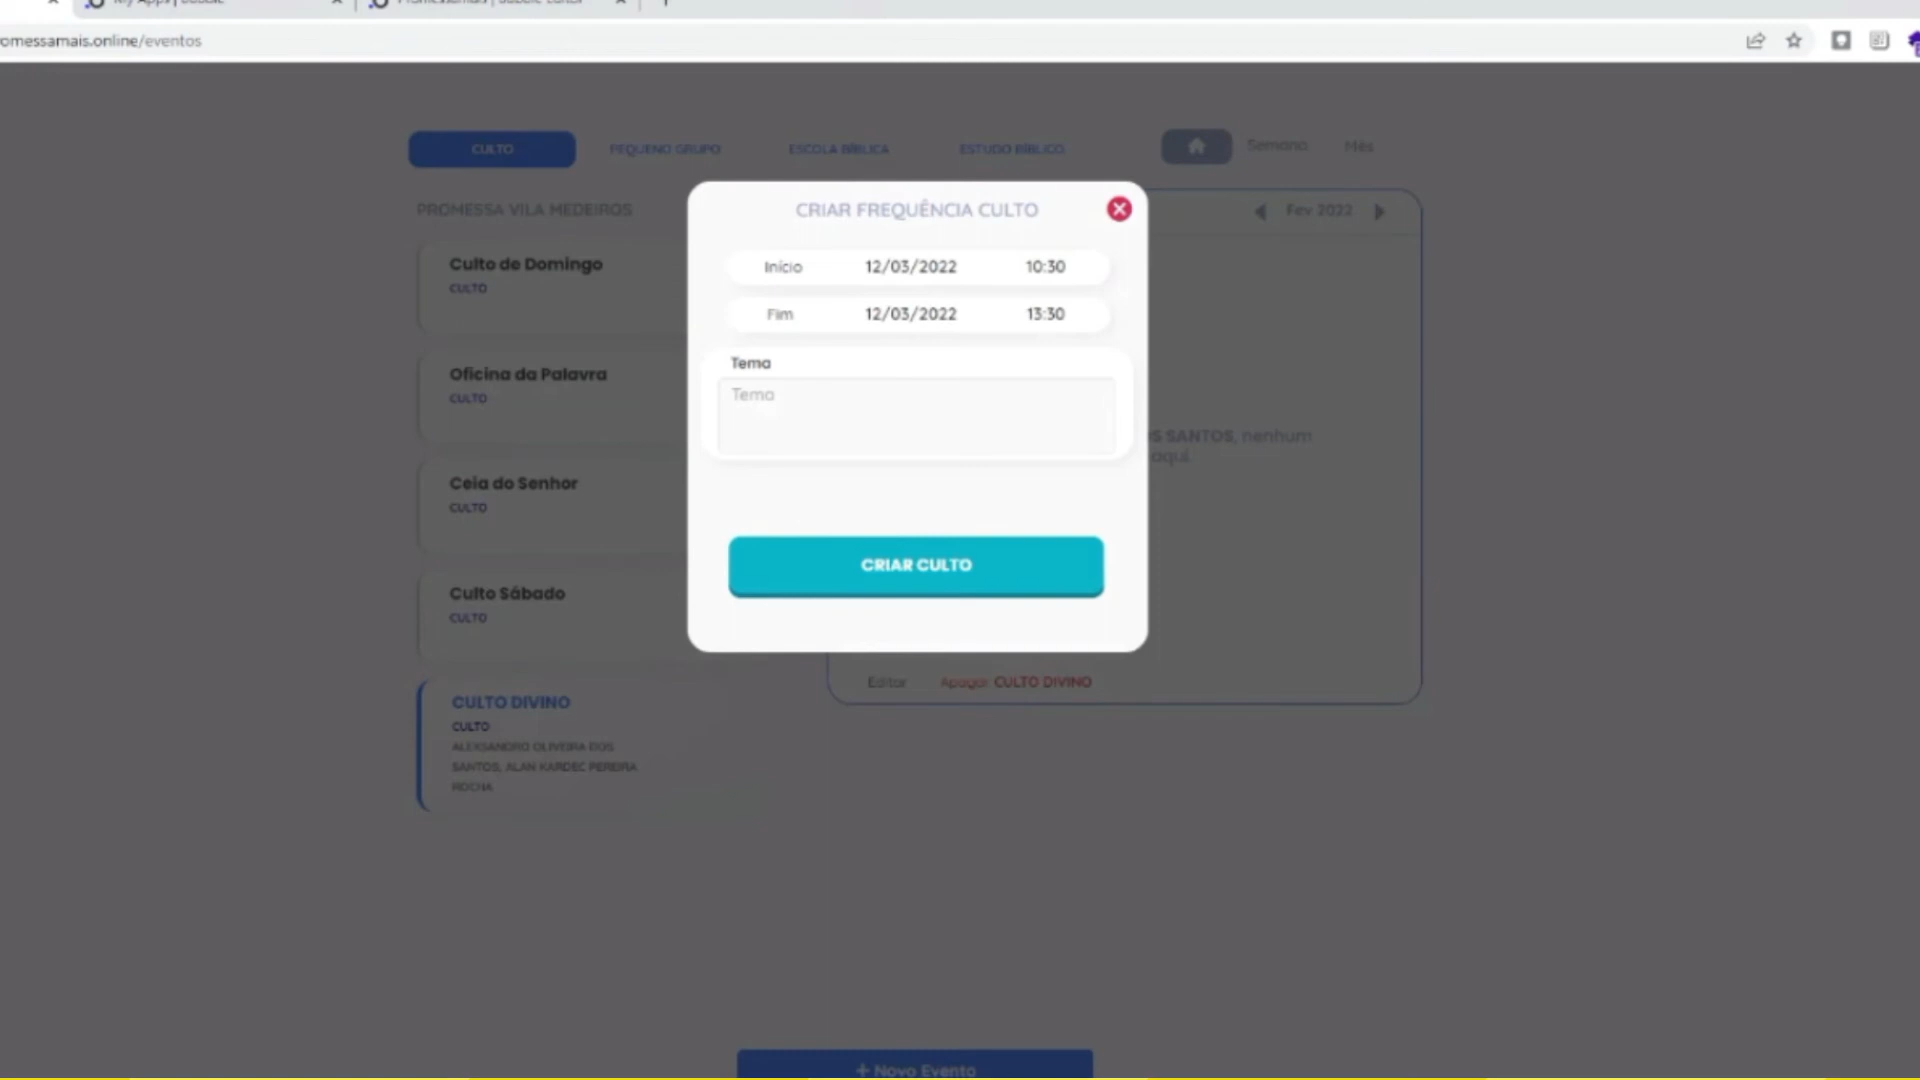 omessamais.online/eventos
CULTO
PEQUENO GRUPO
ESCOLA BÍBLICA
ESTUDO BÍBLICO
Semana
Mês
PROMESSA VILA MEDEIROS
CRIAR FREQUÊNCIA CULTO
Fev 2022
Início 12/03/2022 10:30
Fim 12/03/2022 13:30
Tema
Tema
CRIAR CULTO
Culto de Domingo
CULTO
Oficina da Palavra
CULTO
Ceia do Senhor
CULTO
Culto Sábado
CULTO
CULTO DIVINO
CULTO
ALEXSANDRO OLIVEIRA DOS
SANTOS, ALAN KARDEC PEREIRA
ROCHA
SANTOS, nenhum
aqui.
Editar
Apagar CULTO DIVINO
+ Novo Evento